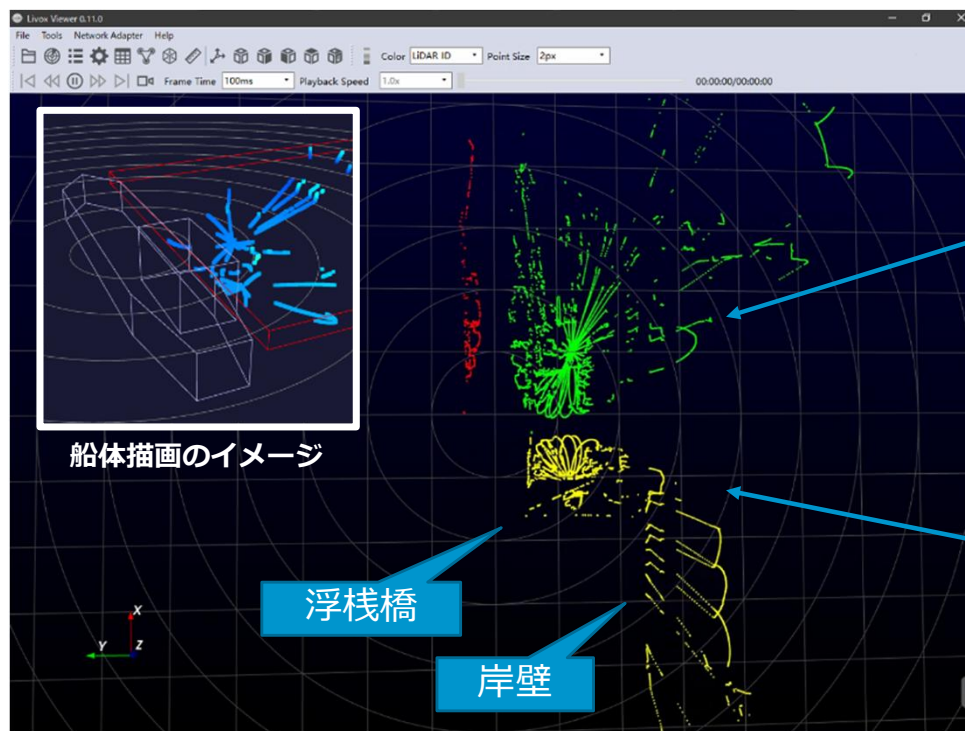 Livox Viewer 0.11.0
File Tools Network Adapter Help
Color LiDAR ID Point Size 2px
Frame Time 100ms Playback Speed 1.0x 00:00:00/00:00:00
船体描画のイメージ
浮桟橋
岸壁
X
Y Z